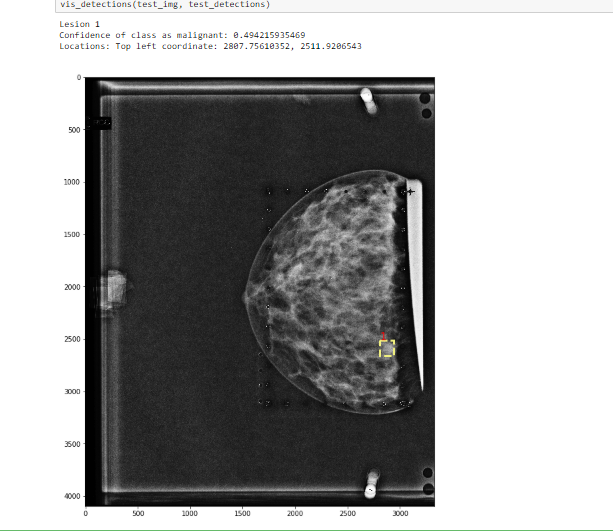 vis_detections(test_img, test_detections)
Lesion 1
Confidence of class as malignant: 0.494215935469
Locations: Top left coordinate: 2807.75610352, 2511.9206543
0
500
1000
1500
2000
2500
3000
3500
4000
0 500 1000 1500 2000 2500 3000